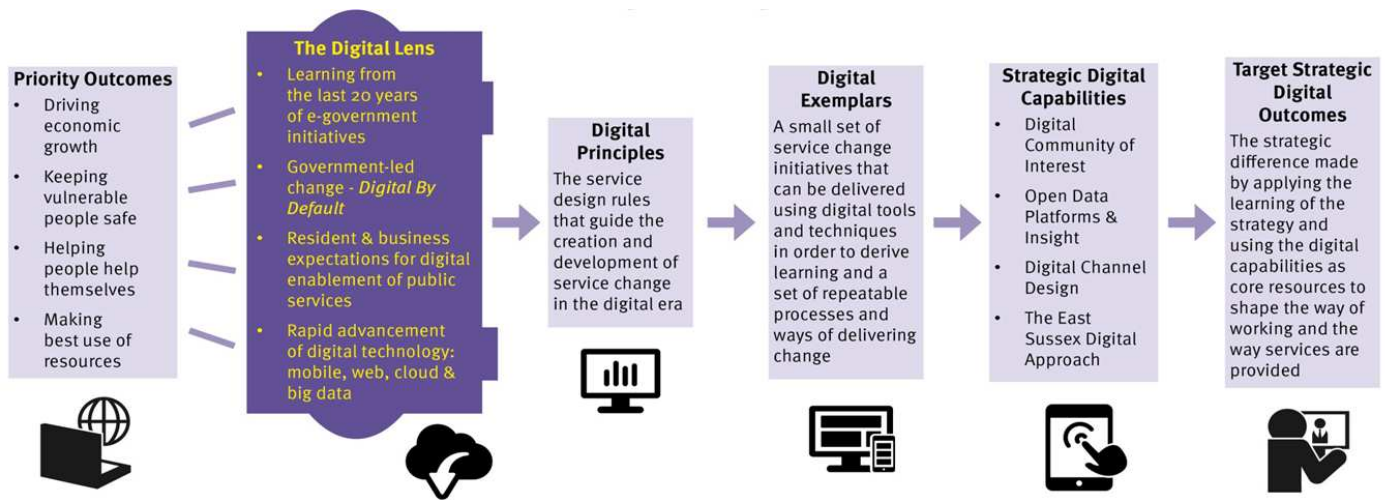 Priority Outcomes
• Driving
economic
growth
• Keeping
vulnerable
people safe
• Helping
people help
themselves
• Making
best use of
resources
The Digital Lens
• Learning from
the last 20 years
of e-government
initiatives
• Government-led
change - Digital By
Default
• Resident & business
expectations for digital
enablement of public
services
• Rapid advancement
of digital technology:
mobile, web, cloud &
big data
Digital
Principles
The service
design rules
that guide the
creation and
development of
service change
in the digital era
Digital
Exemplars
A small set of
service change
initiatives that
can be delivered
using digital tools
and techniques
in order to derive
learning and a
set of repeatable
processes and
ways of delivering
change
Strategic Digital
Capabilities
• Digital
Community of
Interest
• Open Data
Platforms &
Insight
• Digital Channel
Design
• The East
Sussex Digital
Approach
Target Strategic
Digital
Outcomes
The strategic
difference made
by applying the
learning of the
strategy and
using the digital
capabilities as
core resources to
shape the way of
working and the
way services are
provided